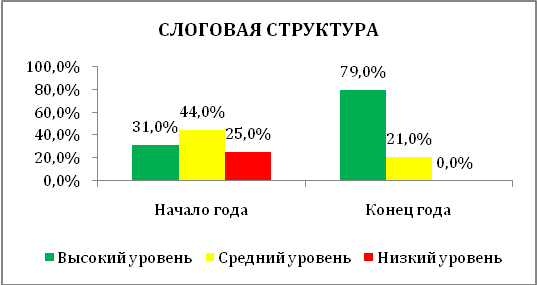 СЛОГОВАЯ СТРУКТУРА
100,0%
80,0%
60,0%
40,0%
20,0%
0,0%
31,0%
44,0%
25,0%
79,0%
21,0%
0,0%
Начало года
Конец года
Высокий уровень
Средний уровень
Низкий уровень